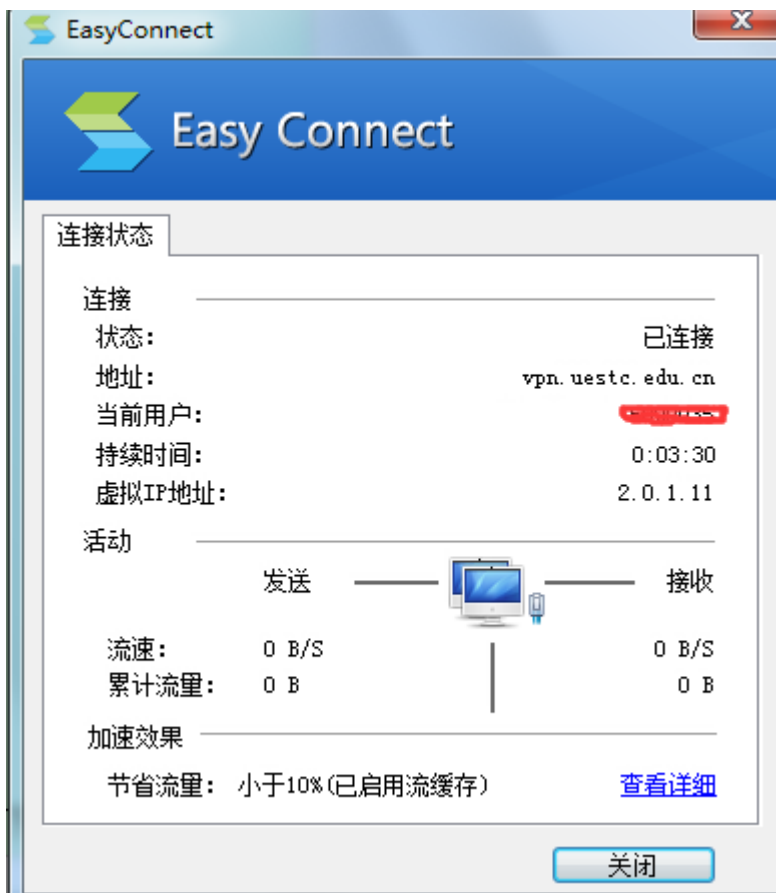 EasyConnect
Easy Connect
连接状态
连接
状态： 已连接
地址： vpn.uestc.edu.cn
当前用户：
持续时间： 0:03:30
虚拟IP地址： 2.0.1.11
活动
发送 接收
流速： 0 B/S 0 B/S
累计流量： 0 B 0 B
加速效果
节省流量： 小于10%(已启用流缓存) 查看详细
关闭